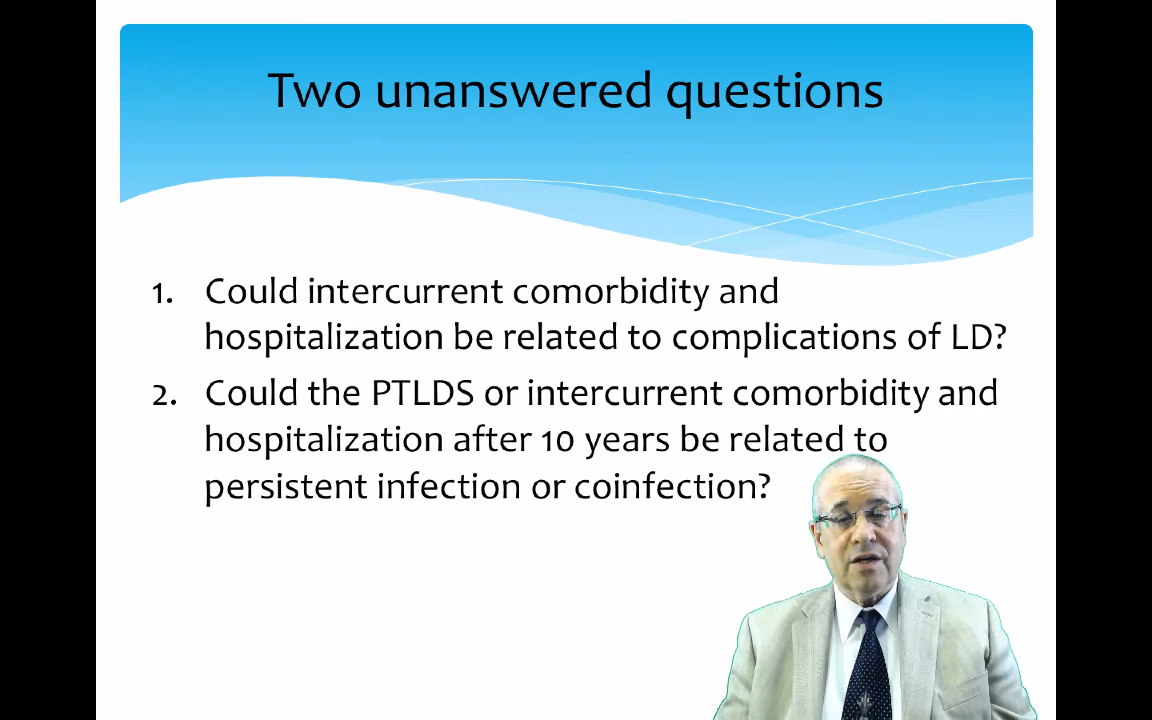 Two unanswered questions
1. Could intercurrent comorbidity and
hospitalization be related to complications of LD?
2. Could the PTLDS or intercurrent comorbidity and
hospitalization after 10 years be related to
persistent infection or coinfection?